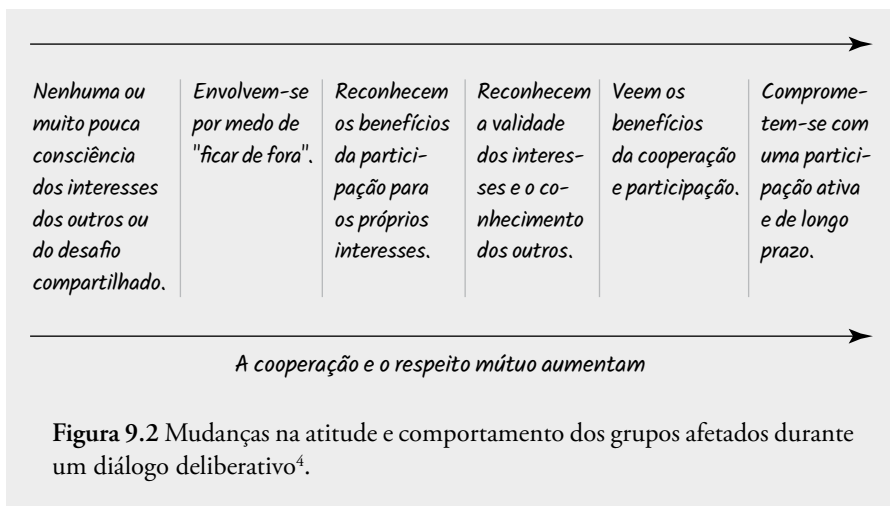 Nenhuma ou
muito pouca
consciência
dos interesses
dos outros ou
do desafio
compartilhado.
Envolvem-se
por medo de
"ficar de fora".
Reconhecem
os benefícios
da partici-
pação para
os próprios
interesses.
Reconhecem
a validade
dos interes-
ses e o co-
nhecimento
dos outros.
Veem os
benefícios
da cooperação
e participação.
Comprome-
tem-se com
uma partici-
pação ativa
e de longo
prazo.
A cooperação e o respeito mútuo aumentam
Figura 9.2 Mudanças na atitude e comportamento dos grupos afetados durante
um diálogo deliberativo⁴.